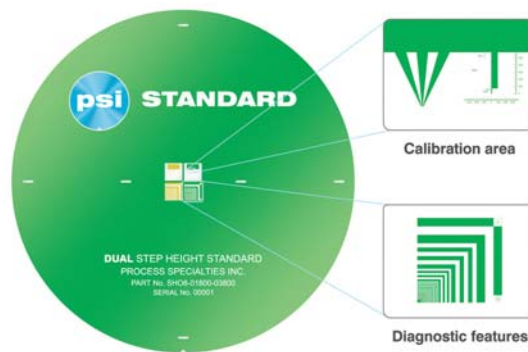 psi STANDARD
Calibration area
DUAL STEP HEIGHT STANDARD
PROCESS SPECIALTIES INC.
PART No. SHO8-01800-03800
SERIAL No. 00001
Diagnostic features